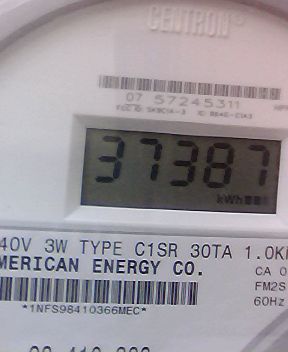 CENTRON®
07 57245311
37387
kWh
40V 3W TYPE C1SR 30TA 1.0K
MERICAN ENERGY CO.
CA 0
FM2S
60Hz
*1NFS98410366MEC*